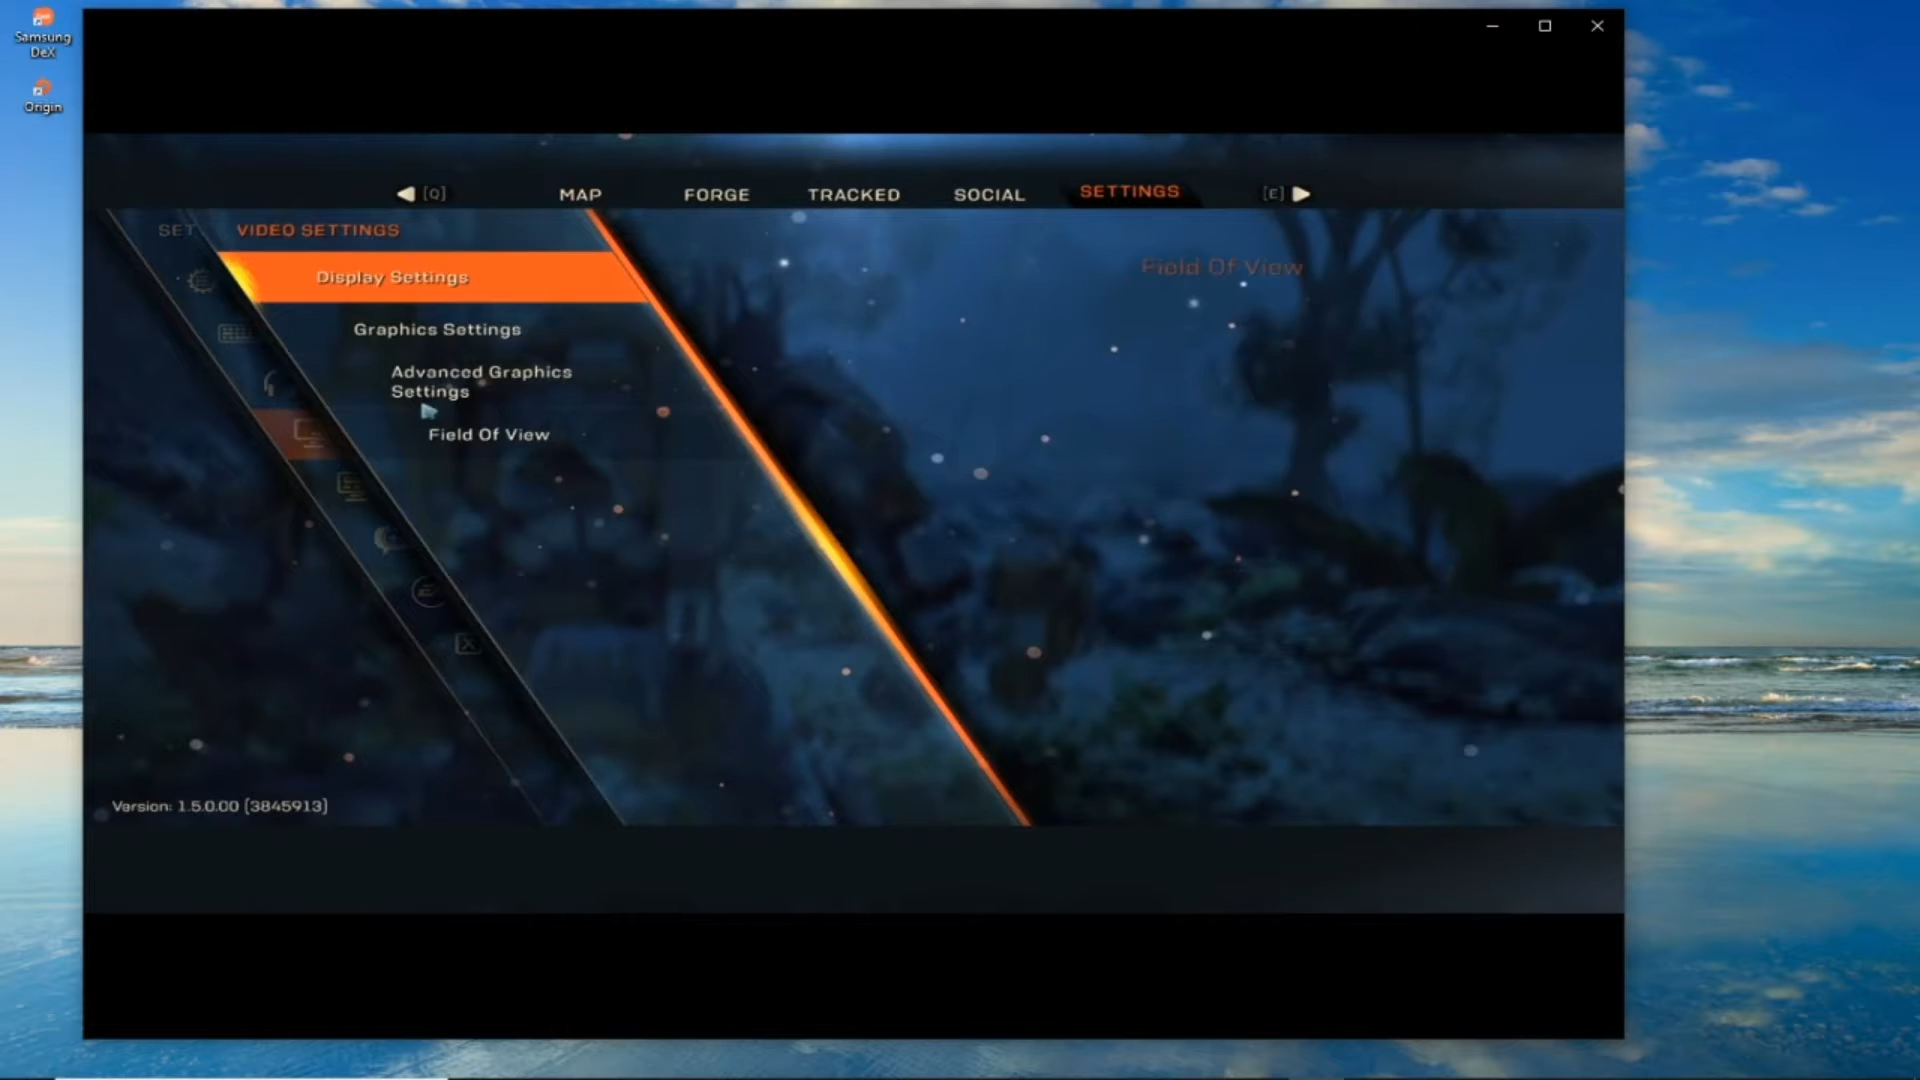 Samsung
DeX
Origin
[Q]
MAP
FORGE
TRACKED
SOCIAL
SETTINGS
[E]
SET
VIDEO SETTINGS
Display Settings
Graphics Settings
Advanced Graphics
Settings
Field Of View
Field Of View
Version: 1.5.0.00 [3845913]